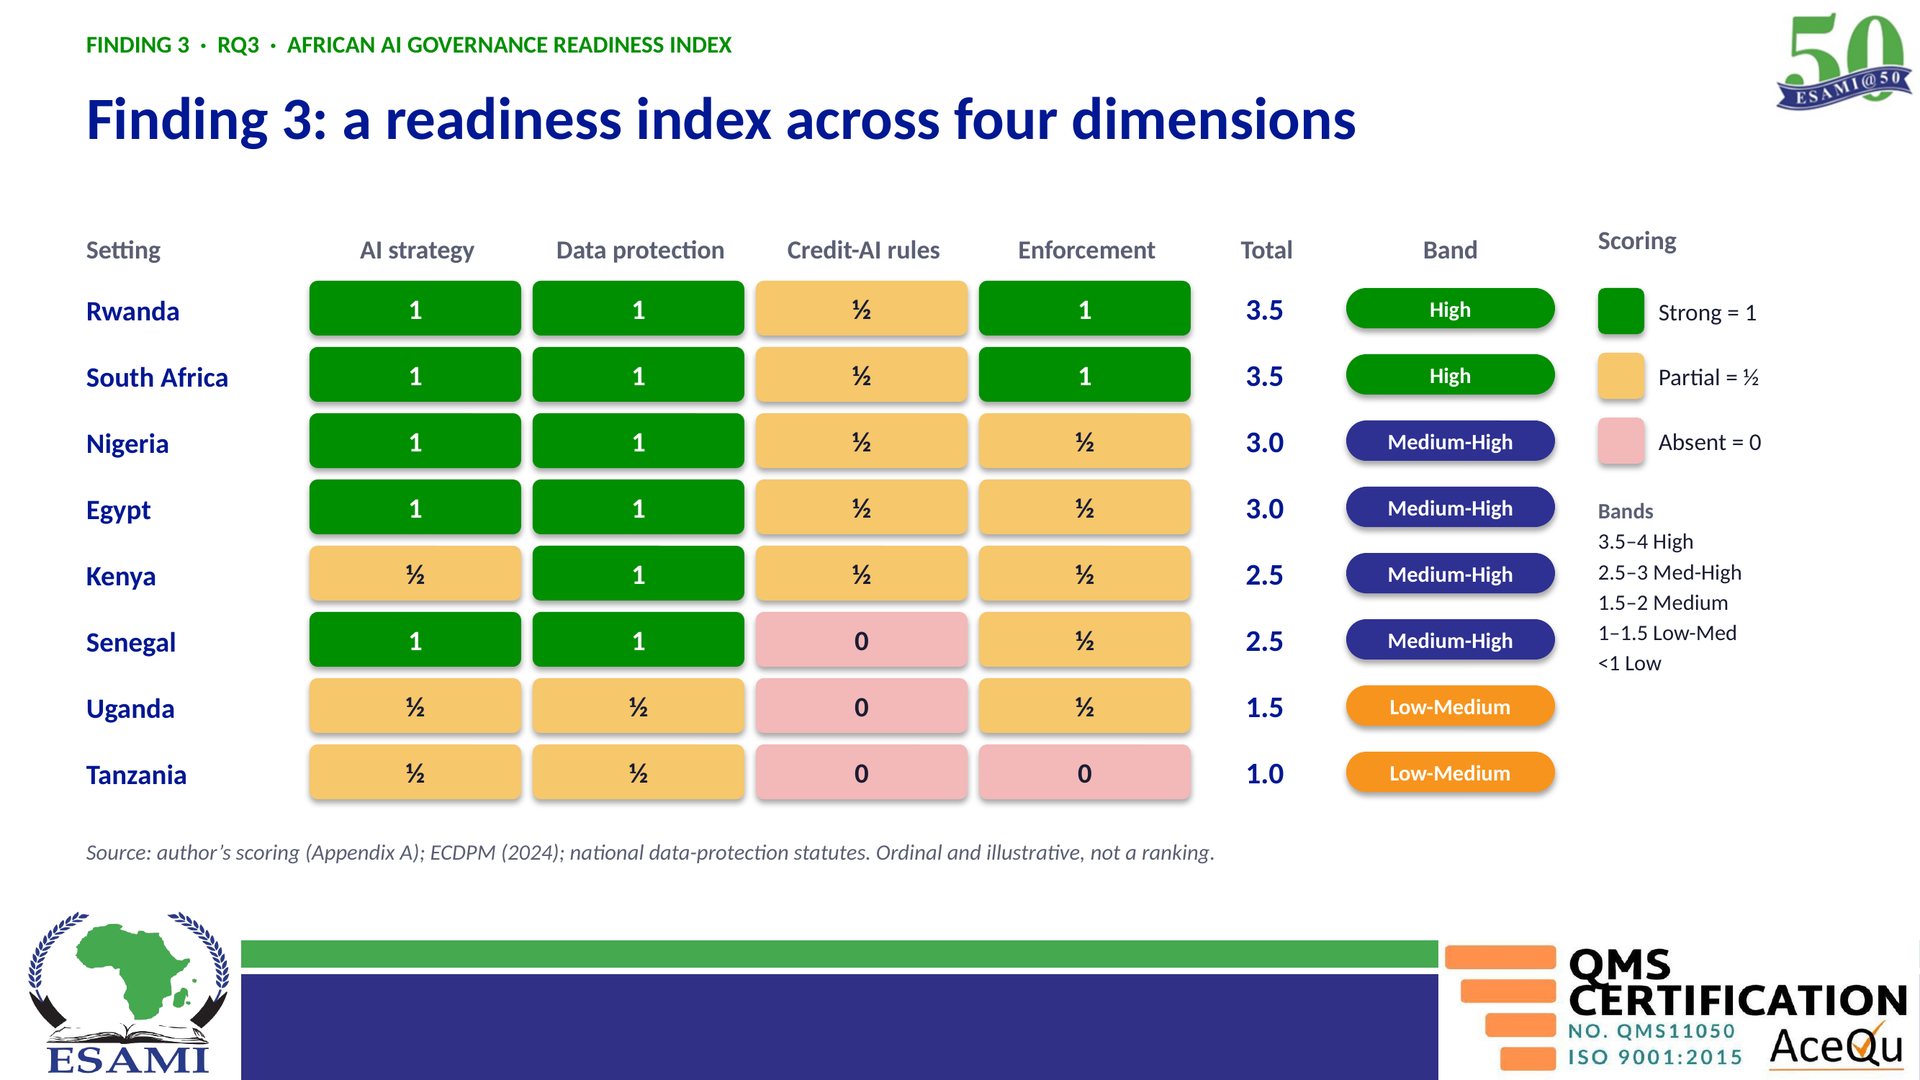 FINDING 3 · RQ3 · AFRICAN AI GOVERNANCE READINESS INDEX
50
ESAMI@50
Finding 3: a readiness index across four dimensions
Setting AI strategy Data protection Credit-AI rules Enforcement Total Band
Rwanda 1 1 ½ 1 3.5 High
South Africa 1 1 ½ 1 3.5 High
Nigeria 1 1 ½ ½ 3.0 Medium-High
Egypt 1 1 ½ ½ 3.0 Medium-High
Kenya ½ 1 ½ ½ 2.5 Medium-High
Senegal 1 1 0 ½ 2.5 Medium-High
Uganda ½ ½ 0 ½ 1.5 Low-Medium
Tanzania ½ ½ 0 0 1.0 Low-Medium
Scoring
Strong = 1
Partial = ½
Absent = 0
Bands
3.5–4 High
2.5–3 Med-High
1.5–2 Medium
1–1.5 Low-Med
<1 Low
Source: author’s scoring (Appendix A); ECDPM (2024); national data-protection statutes. Ordinal and illustrative, not a ranking.
ESAMI
QMS
CERTIFICATION
NO. QMS11050
ISO 9001:2015
AceQu